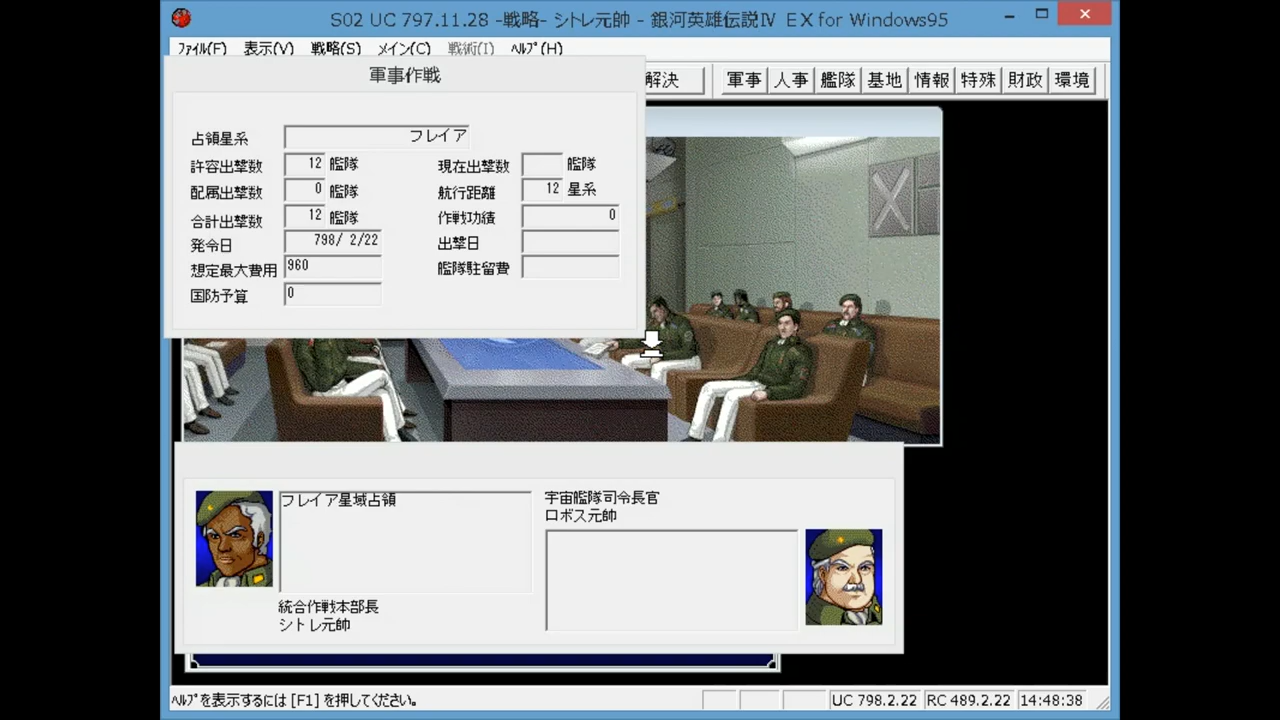 S02 UC 797.11.28 -戦略- シトレ元帥 - 銀河英雄伝説Ⅳ EX for Windows95
ﾌｧｲﾙ(F) 表示(V) 戦略(S) メイン(C) 戦術(I) ﾍﾙﾌﾟ(H)
軍事作戦
解決 軍事 人事 艦隊 基地 情報 特殊 財政 環境
占領星系 フレイア
許容出撃数 12 艦隊 現在出撃数 艦隊
配属出撃数 0 艦隊 航行距離 12 星系
合計出撃数 12 艦隊 作戦功績 0
発令日 798/ 2/22 出撃日
想定最大費用 960 艦隊駐留費
国防予算 0
フレイア星域占領
宇宙艦隊司令長官
ロボス元帥
統合作戦本部長
シトレ元帥
ﾍﾙﾌﾟを表示するには [F1] を押してください。 UC 798.2.22 RC 489.2.22 14:48:38